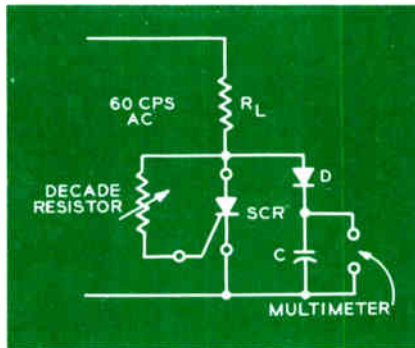 60 CPS
AC
R_L
DECADE
RESISTOR
SCR
D
C
MULTIMETER